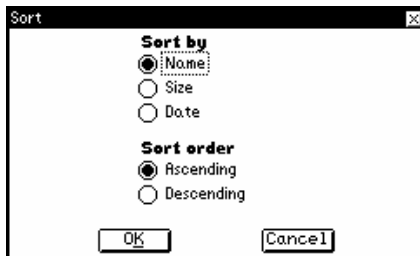 Sort
Sort by
Name
Size
Date
Sort order
Ascending
Descending
OK
Cancel